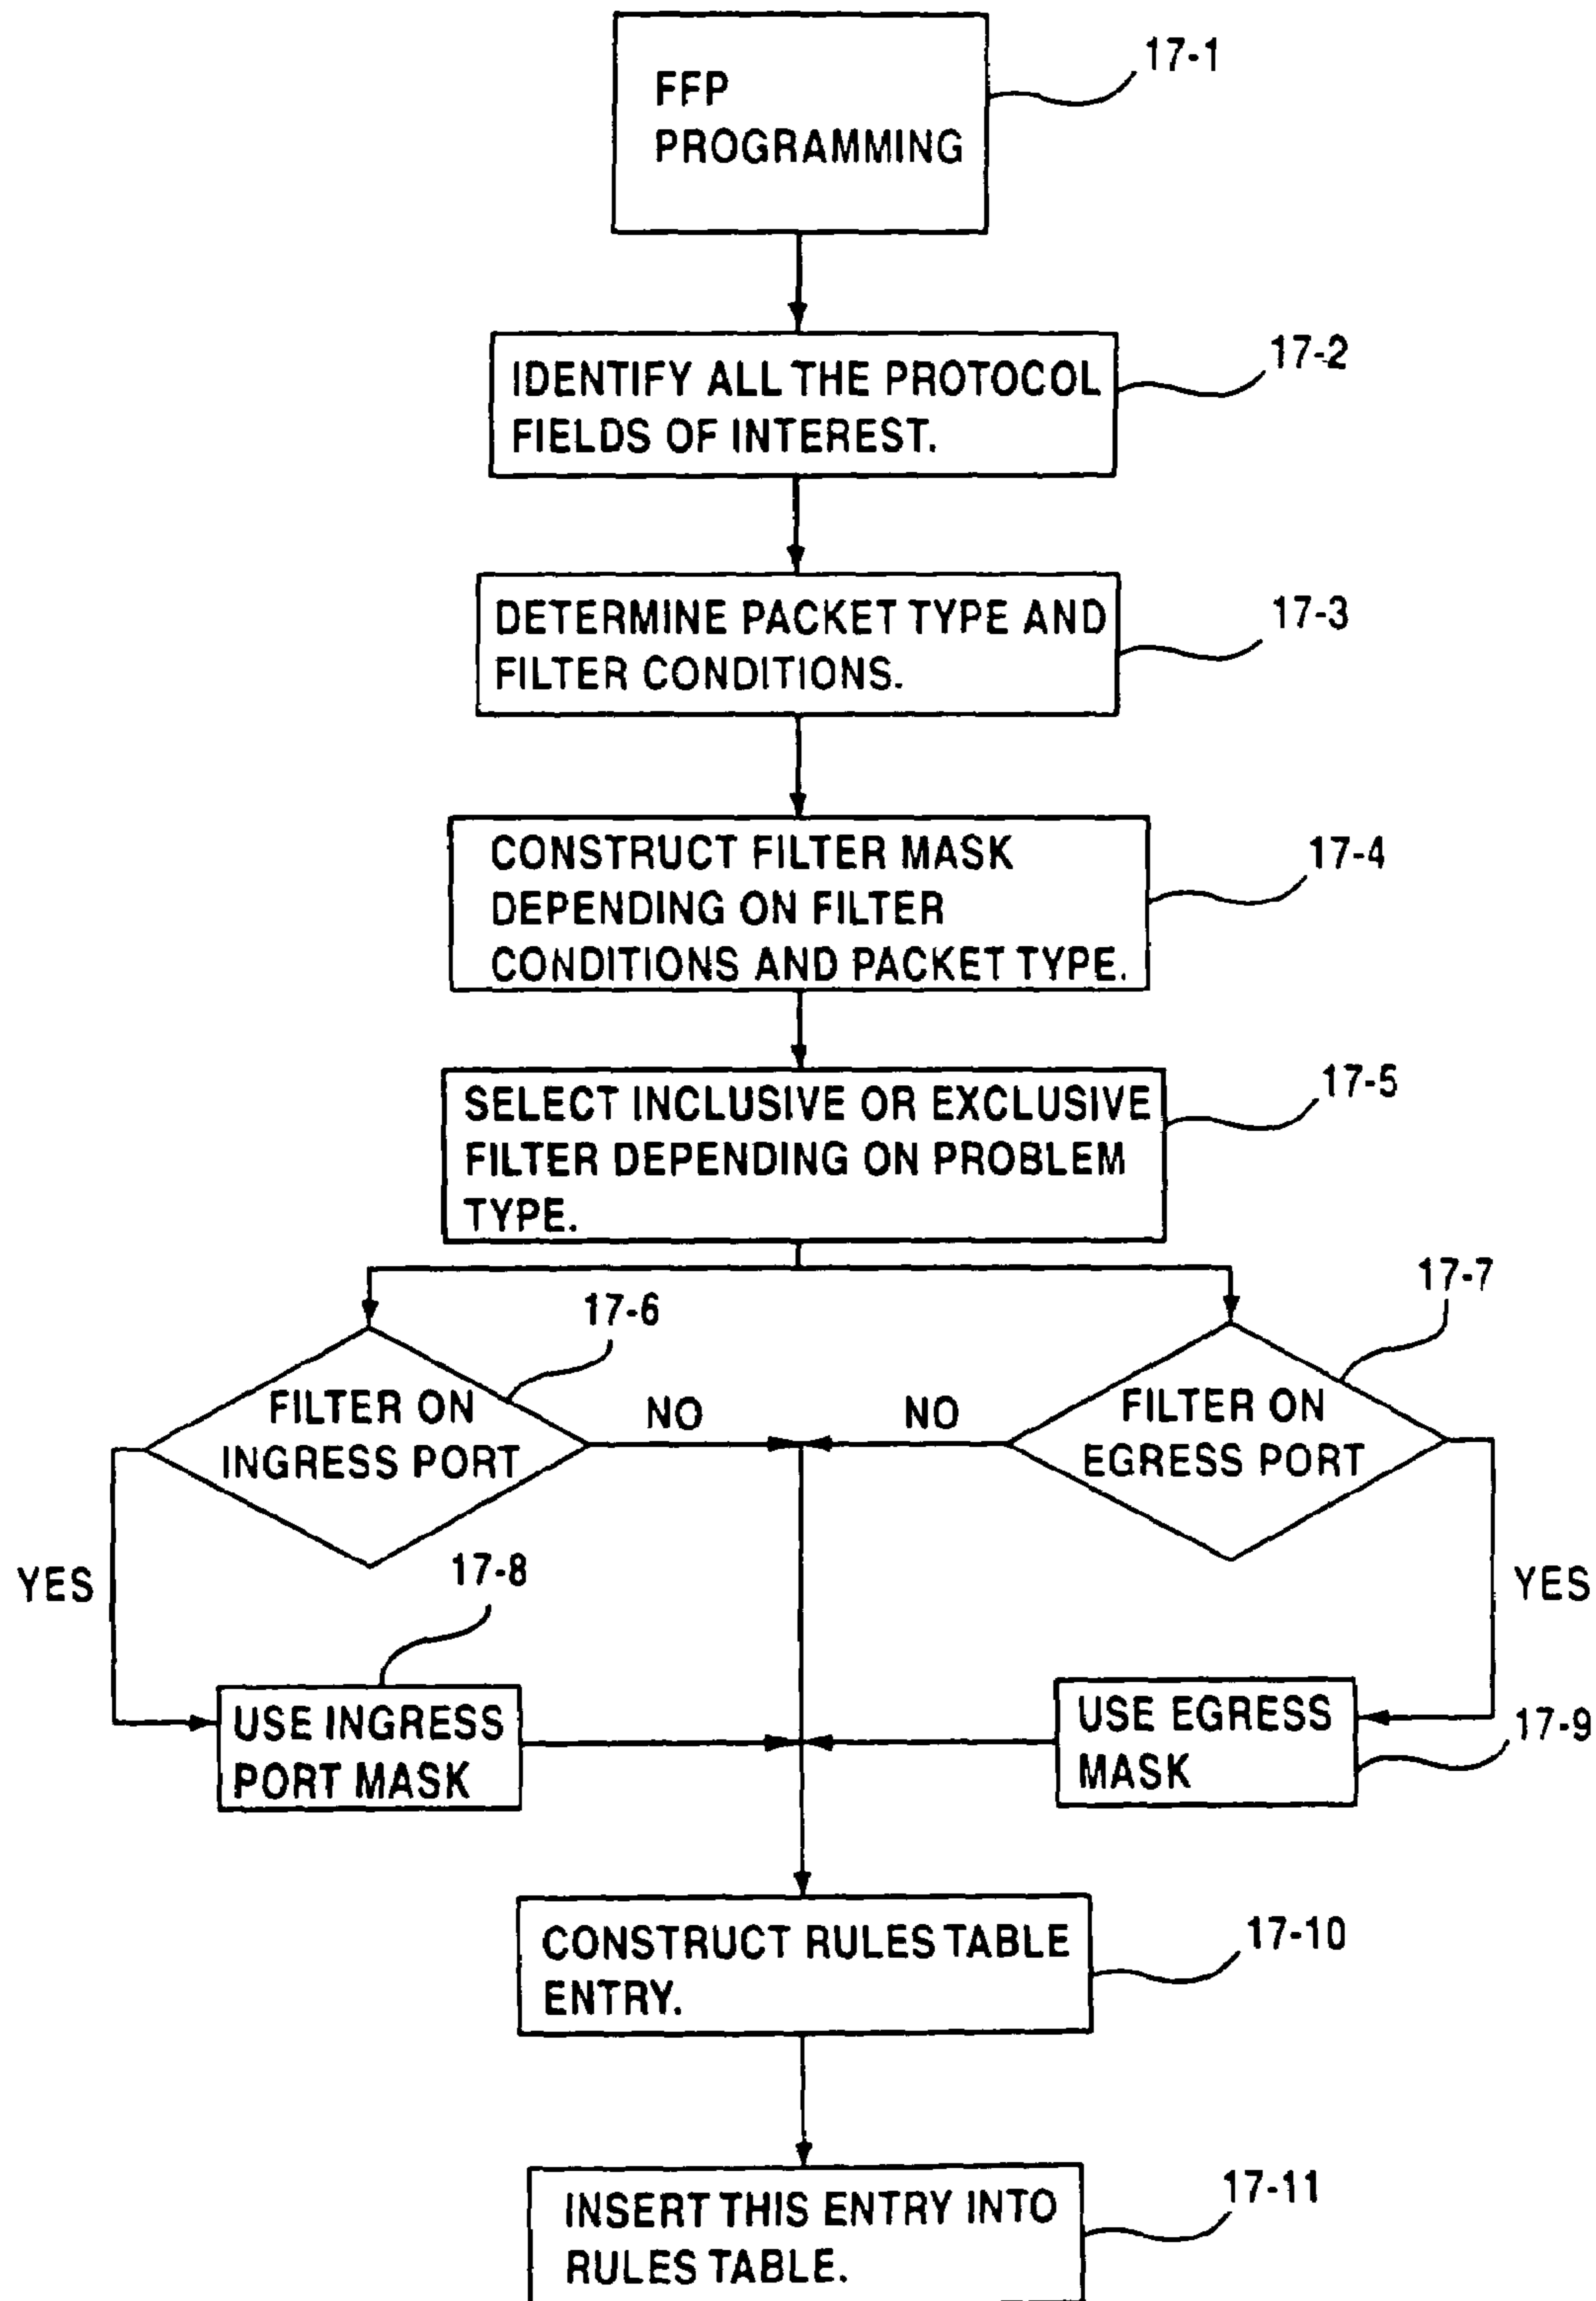 FFP
PROGRAMMING
17-1
IDENTIFY ALL THE PROTOCOL
FIELDS OF INTEREST.
17-2
DETERMINE PACKET TYPE AND
FILTER CONDITIONS.
17-3
CONSTRUCT FILTER MASK
DEPENDING ON FILTER
CONDITIONS AND PACKET TYPE.
17-4
SELECT INCLUSIVE OR EXCLUSIVE
FILTER DEPENDING ON PROBLEM
TYPE.
17-5
17-6
FILTER ON
INGRESS PORT
NO
YES
17-7
FILTER ON
EGRESS PORT
NO
YES
17-8
USE INGRESS
PORT MASK
USE EGRESS
MASK
17-9
CONSTRUCT RULES TABLE
ENTRY.
17-10
INSERT THIS ENTRY INTO
RULES TABLE.
17-11